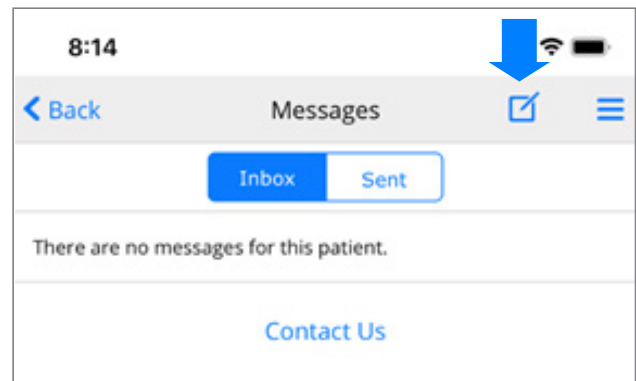 8:14
Back Messages
Inbox Sent
There are no messages for this patient.
Contact Us